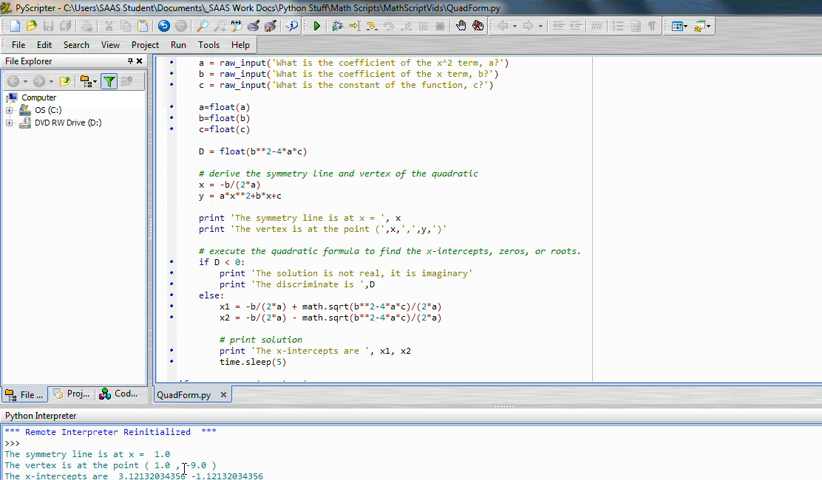 PyScripter - C:\Users\SAAS Student\Documents\_SAAS Work Docs\Python Stuff\Math Scripts\MathScriptVids\QuadForm.py
File Edit Search View Project Run Tools Help
File Explorer
Computer
OS (C:)
DVD RW Drive (D:)
a = raw_input('What is the coefficient of the x^2 term, a?')
b = raw_input('What is the coefficient of the x term, b?')
c = raw_input('What is the constant of the function, c?')
a=float(a)
b=float(b)
c=float(c)
D = float(b**2-4*a*c)
# derive the symmetry line and vertex of the quadratic
x = -b/(2*a)
y = a*x**2+b*x+c
print 'The symmetry line is at x = ', x
print 'The vertex is at the point (',x,',',y,')'
# execute the quadratic formula to find the x-intercepts, zeros, or roots.
if D < 0:
print 'The solution is not real, it is imaginary'
print 'The discriminate is ',D
else:
x1 = -b/(2*a) + math.sqrt(b**2-4*a*c)/(2*a)
x2 = -b/(2*a) - math.sqrt(b**2-4*a*c)/(2*a)
# print solution
print 'The x-intercepts are ', x1, x2
time.sleep(5)
File ... Proj... Cod...
QuadForm.py
Python Interpreter
*** Remote Interpreter Reinitialized ***
>>>
The symmetry line is at x = 1.0
The vertex is at the point ( 1.0 , -9.0 )
The x-intercepts are 3.12132034356 -1.12132034356